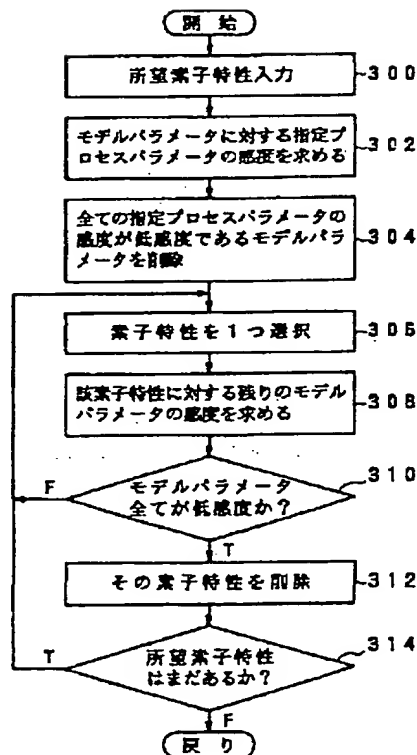 開始
所望素子特性入力
300
モデルパラメータに対する指定プ
ロセスパラメータの感度を求める
302
全ての指定プロセスパラメータの
感度が低感度であるモデルパラメ
ータを削除
304
素子特性を1つ選択
306
該素子特性に対する残りのモデル
パラメータの感度を求める
308
モデルパラメータ
全てが低感度か?
310
F
T
その素子特性を削除
312
所望素子特性
はまだあるか?
314
T
F
戻り